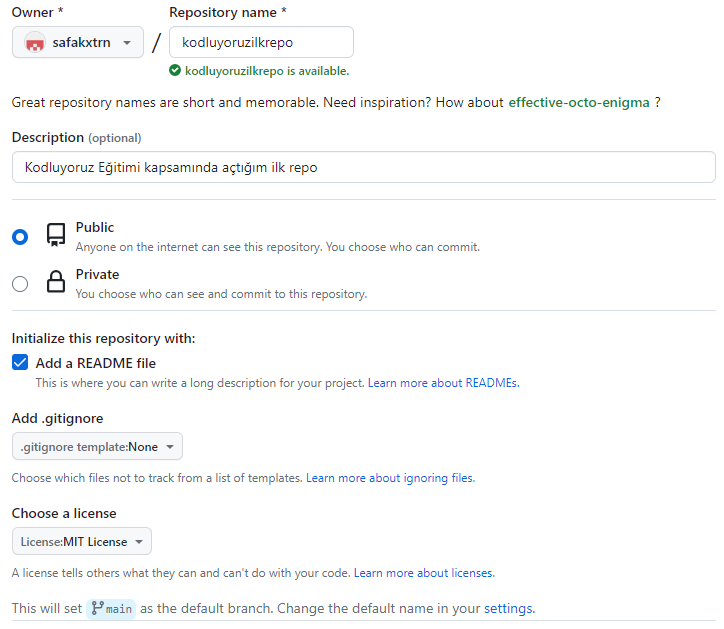 Owner * Repository name *
safakxtrn / kodluyoruzilkrepo
kodluyoruzilkrepo is available.
Great repository names are short and memorable. Need inspiration? How about effective-octo-enigma ?
Description (optional)
Kodluyoruz Eğitimi kapsamında açtığım ilk repo
Public
Anyone on the internet can see this repository. You choose who can commit.
Private
You choose who can see and commit to this repository.
Initialize this repository with:
Add a README file
This is where you can write a long description for your project. Learn more about READMEs.
Add .gitignore
.gitignore template:None
Choose which files not to track from a list of templates. Learn more about ignoring files.
Choose a license
License:MIT License
A license tells others what they can and can't do with your code. Learn more about licenses.
This will set main as the default branch. Change the default name in your settings.